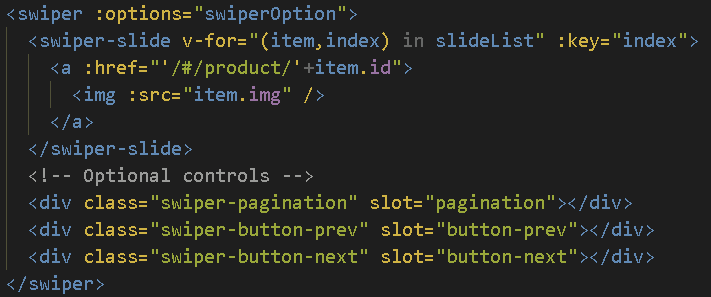 <swiper :options="swiperOption">
  <swiper-slide v-for="(item,index) in slideList" :key="index">
    <a :href="'/#/product/'+item.id">
      <img :src="item.img" />
    </a>
  </swiper-slide>
  <!-- Optional controls -->
  <div class="swiper-pagination" slot="pagination"></div>
  <div class="swiper-button-prev" slot="button-prev"></div>
  <div class="swiper-button-next" slot="button-next"></div>
</swiper>